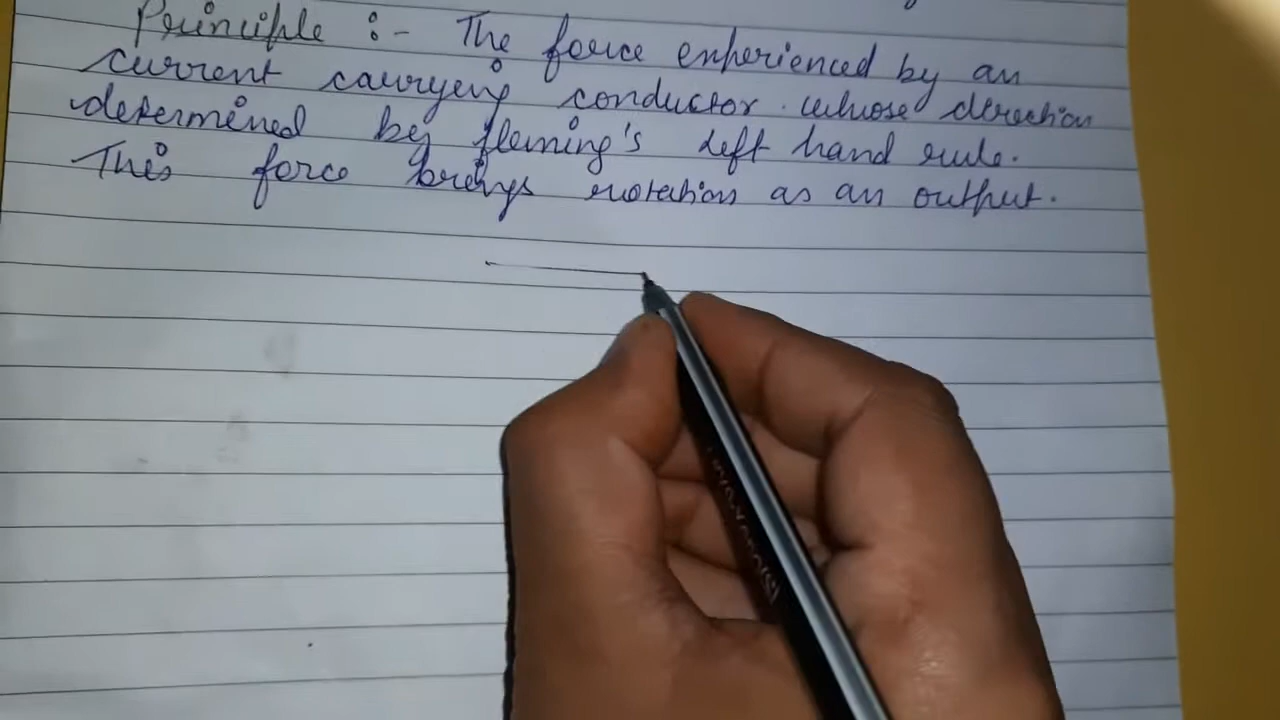 Principle :- The force experienced by an
current carrying conductor. whose direction
determined by fleming's left hand rule.
This force brings rotation as an output.